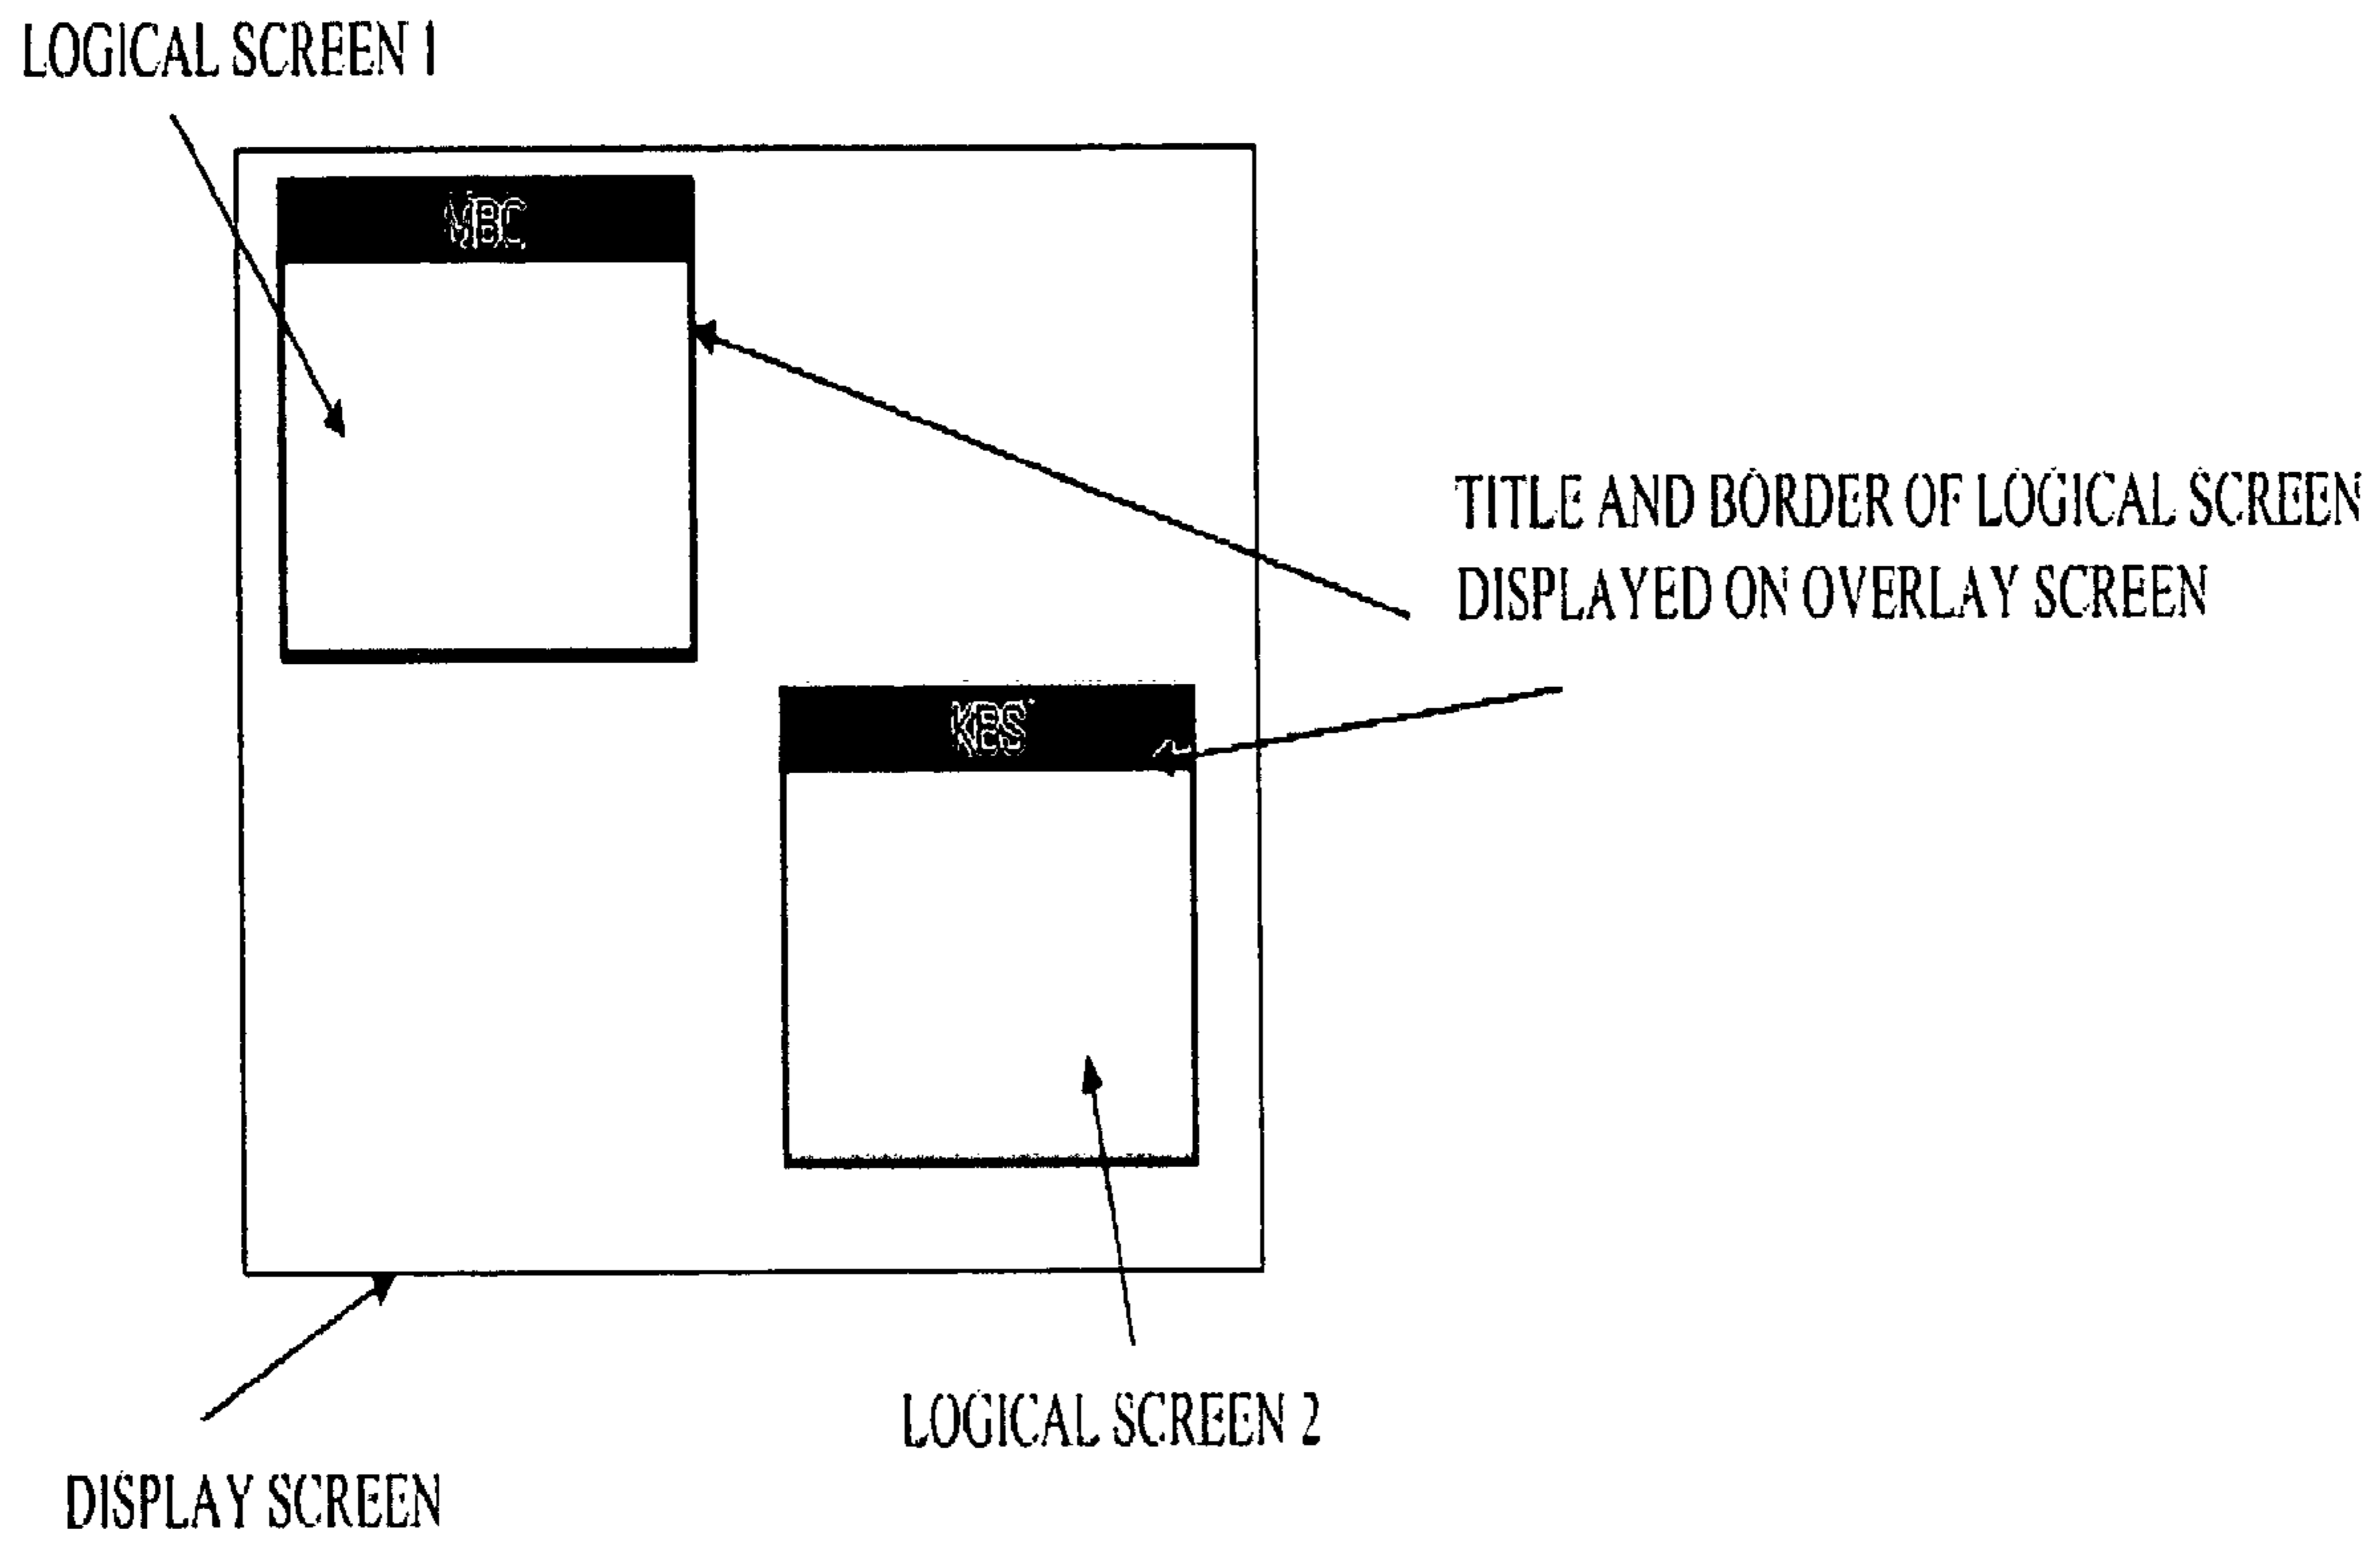 LOGICAL SCREEN 1
MBC
TITLE AND BORDER OF LOGICAL SCREEN
DISPLAYED ON OVERLAY SCREEN
KBS
LOGICAL SCREEN 2
DISPLAY SCREEN